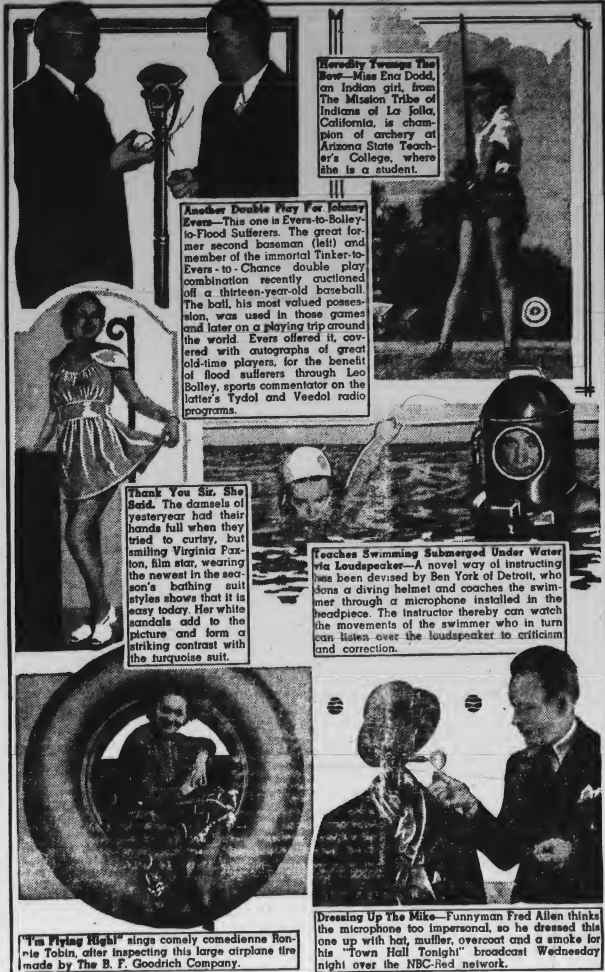 Heredity Twangs The
Bow—Miss Ena Dodd,
an Indian girl, from
The Mission Tribe of
Indians of La Jolla,
California, is cham-
pion of archery at
Arizona State Teach-
er's College, where
she is a student.
Another Double Play For Johnny
Evers—This one is Evers-to-Bolley-
to-Flood Sufferers. The great for-
mer second baseman (left) and
member of the immortal Tinker-to-
Evers-to-Chance double play
combination recently auctioned
off a thirteen-year-old baseball.
The ball, his most valued posses-
sion, was used in those games
and later on a playing trip around
the world. Evers offered it, cov-
ered with autographs of great
old-time players, for the benefit
of flood sufferers through Leo
Bolley, sports commentator on the
latter's Tydol and Veedol radio
programs.
Thank You Sir, She
Said. The damsels of
yesteryear had their
hands full when they
tried to curtsy, but
smiling Virginia Pax-
ton, film star, wearing
the newest in the sea-
son's bathing suit
styles shows that it is
easy today. Her white
sandals add to the
picture and form a
striking contrast with
the turquoise suit.
Teaches Swimming Submerged Under Water
via Loudspeaker—A novel way of instructing
has been devised by Ben York of Detroit, who
dons a diving helmet and coaches the swim-
mer through a microphone installed in the
headpiece. The instructor thereby can watch
the movements of the swimmer who in turn
can listen over the loudspeaker to criticism
and correction.
"I'm Flying High!" sings comely comedienne Ron-
nie Tobin, after inspecting this large airplane tire
made by The B. F. Goodrich Company.
Dressing Up The Mike—Funnyman Fred Allen thinks
the microphone too impersonal, so he dressed this
one up with hat, muffler, overcoat and a smoke for
his "Town Hall Tonight" broadcast Wednesday
night over the NBC-Red network.